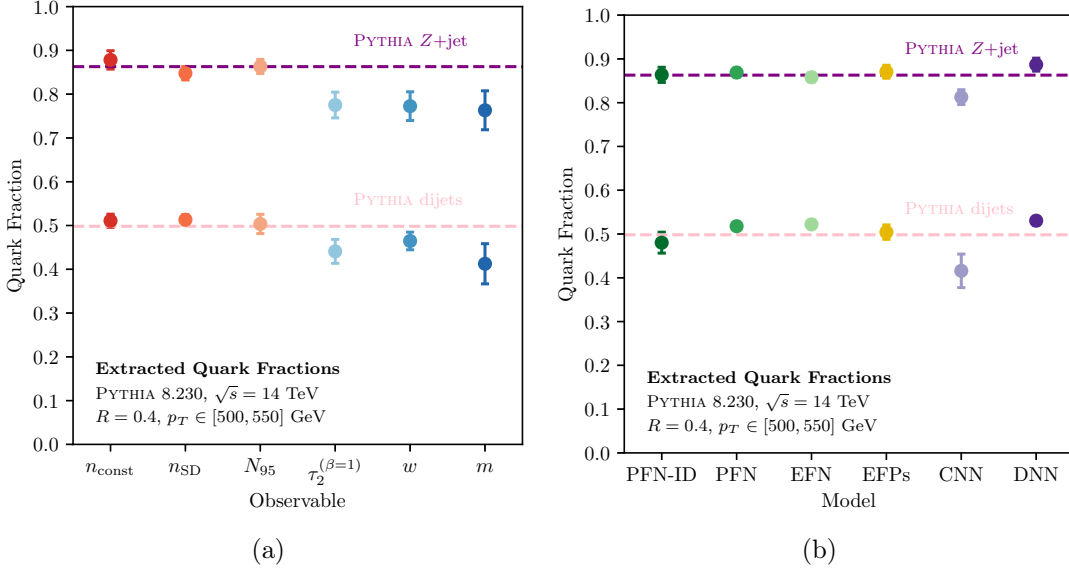 1.0
0.9
0.8
0.7
0.6
0.5
0.4
0.3
0.2
0.1
0.0
Quark Fraction
PYTHIA Z+jet
PYTHIA dijets
Extracted Quark Fractions
PYTHIA 8.230, √s = 14 TeV
R = 0.4, p_T ∈ [500, 550] GeV
n_const n_SD N_95 τ_2^(β=1) w m
Observable
(a)
1.0
0.9
0.8
0.7
0.6
0.5
0.4
0.3
0.2
0.1
0.0
Quark Fraction
PYTHIA Z+jet
PYTHIA dijets
Extracted Quark Fractions
PYTHIA 8.230, √s = 14 TeV
R = 0.4, p_T ∈ [500, 550] GeV
PFN-ID PFN EFN EFPs CNN DNN
Model
(b)